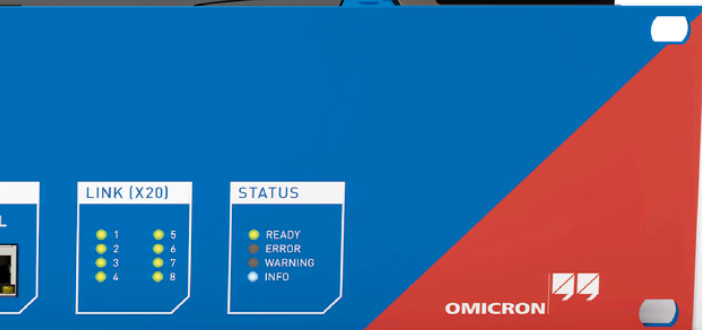 L
LINK (X20)
1 5
2 6
3 7
4 8
STATUS
READY
ERROR
WARNING
INFO
OMICRON